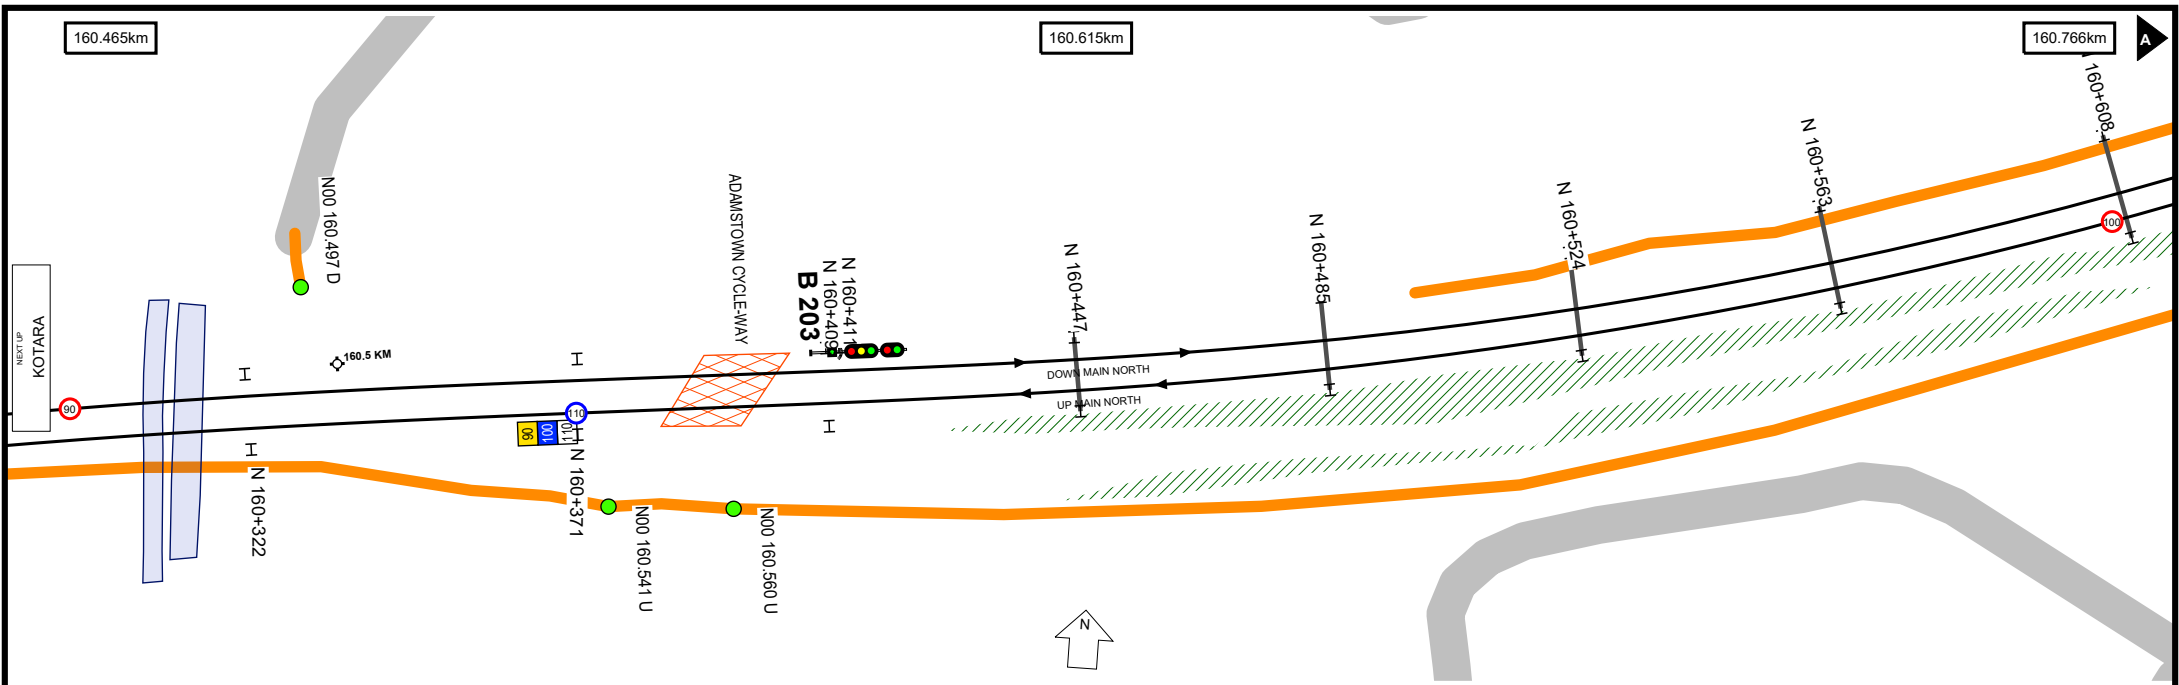 160.465km
160.615km
160.766km
A
160+608
N 160+563
N 160+524
N 160+485
N 160+447
N00 160.497 D
ADAMSTOWN CYCLE-WAY
B 203
N 160+409
N 160+411
100
NEXT UP
KOTARA
160.5 KM
90
DOWN MAIN NORTH
UP MAIN NORTH
110
90
100
110
N 160+322
N 160+371
N00 160.541 U
N00 160.560 U
N